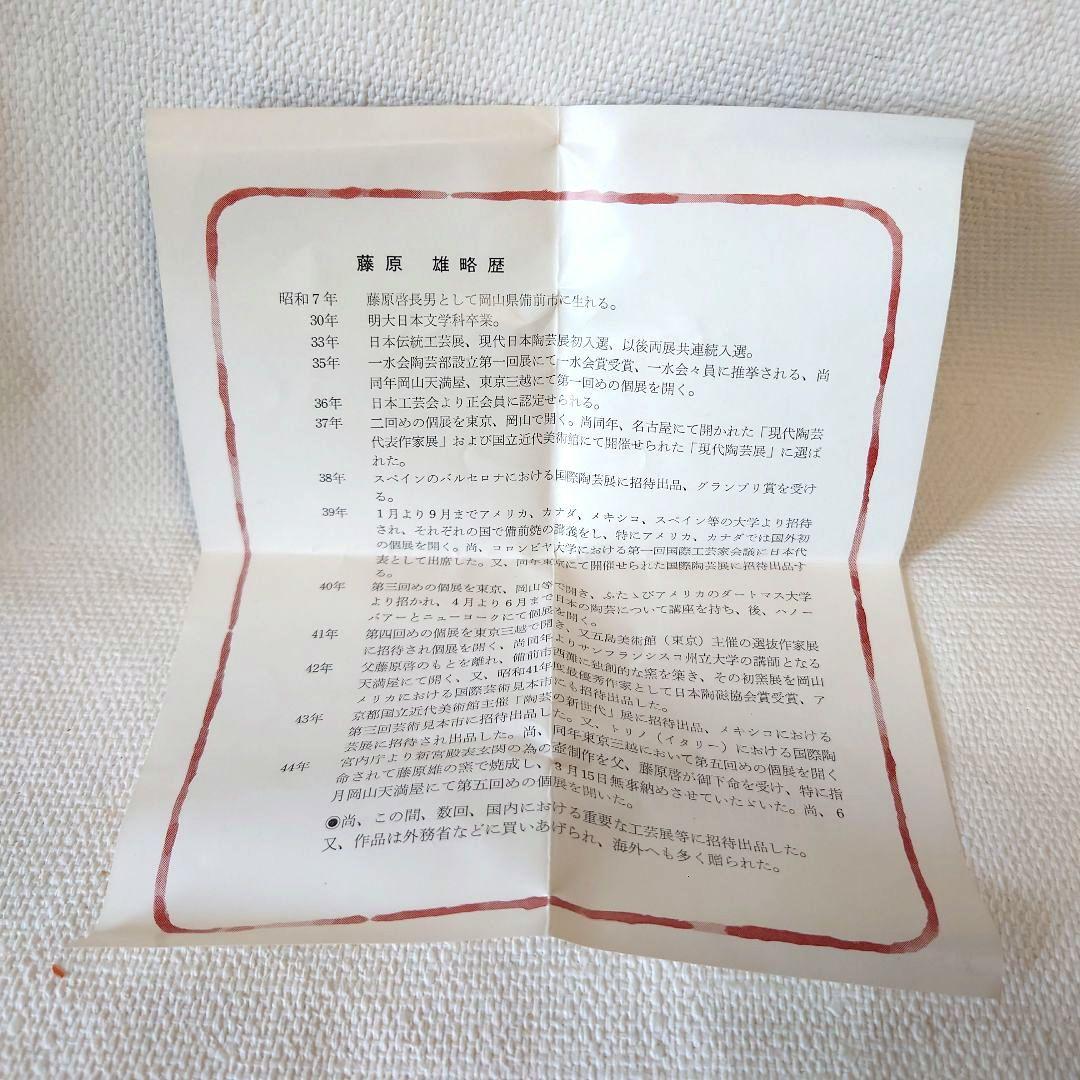 藤原 雄略歴
昭和7年 藤原啓長男として岡山県備前市に生れる。
30年 明大日本文学科卒業。
33年 日本伝統工芸展、現代日本陶芸展初入選、以後両展共連続入選。
35年 一水会陶芸部設立第一回展にて一水会賞受賞、一水会々員に推挙される、尚
同年岡山天満屋、東京三越にて第一回めの個展を開く。
36年 日本工芸会より正会員に認定せられる。
37年 二回めの個展を東京、岡山で開く。尚同年、名古屋にて開かれた「現代陶芸
代表作家展」および国立近代美術館にて開催せられた「現代陶芸展」に選ば
れた。
38年 スペインのバルセロナにおける国際陶芸展に招待出品、グランプリ賞を受け
る。
39年 1月より9月までアメリカ、カナダ、メキシコ、スペイン等の大学より招待
され、それぞれの国で備前焼の講義をし、特にアメリカ、カナダでは国外初
の個展を開く。尚、コロンビヤ大学における第一回国際工芸家会議に日本代
表として出席した。又、同年東京にて開催せられた国際陶芸展に招待出品す
る。
40年 第三回めの個展を東京、岡山等で開き、ふたゝびアメリカのダートマス大学
より招かれ、4月より6月まで日本の陶芸について講座を持ち、後、ハノー
バアーとニューヨークにて個展を開く。
41年 第四回めの個展を東京三越で開き、又五島美術館（東京）主催の選抜作家展
に招待され個展を開く、尚同年よりサンフランシスコ州立大学の講師となる
42年 父藤原啓のもとを離れ、備前市西灘に独創的な窯を築き、その初窯展を岡山
天満屋にて開く、又、昭和41年度最優秀作家として日本陶磁協会賞受賞、ア
メリカにおける国際芸術見本市にも招待出品した。
43年 京都国立近代美術館主催「陶芸の新世代」展に招待出品、メキシコにおける
第三回芸術見本市に招待出品した。又、トリノ（イタリー）における国際陶
芸展に招待され出品した。尚、同年東京三越において第五回めの個展を開く
44年 宮内庁より新宮殿表玄関の為の壺制作を父、藤原啓が御下命を受け、特に指
命されて藤原雄の窯で焼成し、3月15日無事納めさせていたゞいた。尚、6
月岡山天満屋にて第五回めの個展を開いた。
◉尚、この間、数回、国内における重要な工芸展等に招待出品した。
又、作品は外務省などに買いあげられ、海外へも多く贈られた。